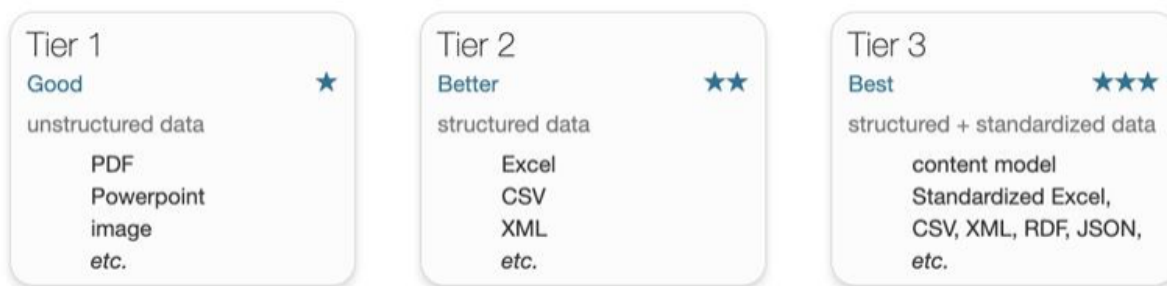 Tier 1
Good
unstructured data
PDF
Powerpoint
image
etc.
Tier 2
Better
structured data
Excel
CSV
XML
etc.
Tier 3
Best
structured + standardized data
content model
Standardized Excel,
CSV, XML, RDF, JSON,
etc.